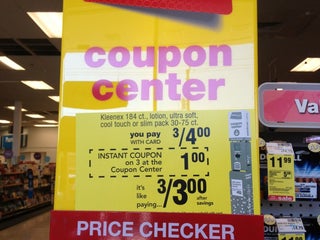 coupon
center
Kleenex 184 ct., lotion, ultra soft,
cool touch or slim pack 30-75 ct.
you pay 3/4.00
WITH CARD
INSTANT COUPON
on 3 at the
Coupon Center
1.00
it's
like
paying... 3/3.00 after
savings
PRICE CHECKER
Va
11.99